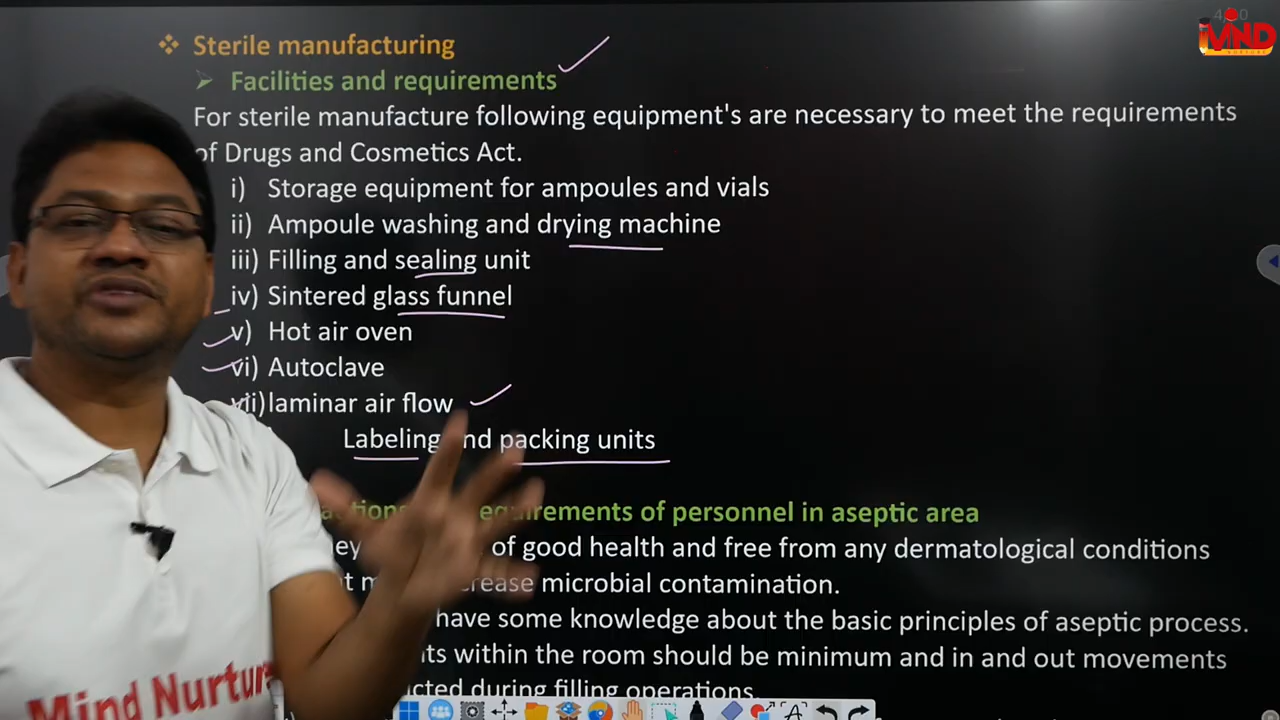 Sterile manufacturing
Facilities and requirements
For sterile manufacture following equipment's are necessary to meet the requirements
of Drugs and Cosmetics Act.
i) Storage equipment for ampoules and vials
ii) Ampoule washing and drying machine
iii) Filling and sealing unit
iv) Sintered glass funnel
v) Hot air oven
vi) Autoclave
vii)laminar air flow
Labeling and packing units
requirements of personnel in aseptic area
of good health and free from any dermatological conditions
microbial contamination.
have some knowledge about the basic principles of aseptic process.
within the room should be minimum and in and out movements
during filling operations.
Mind Nurture